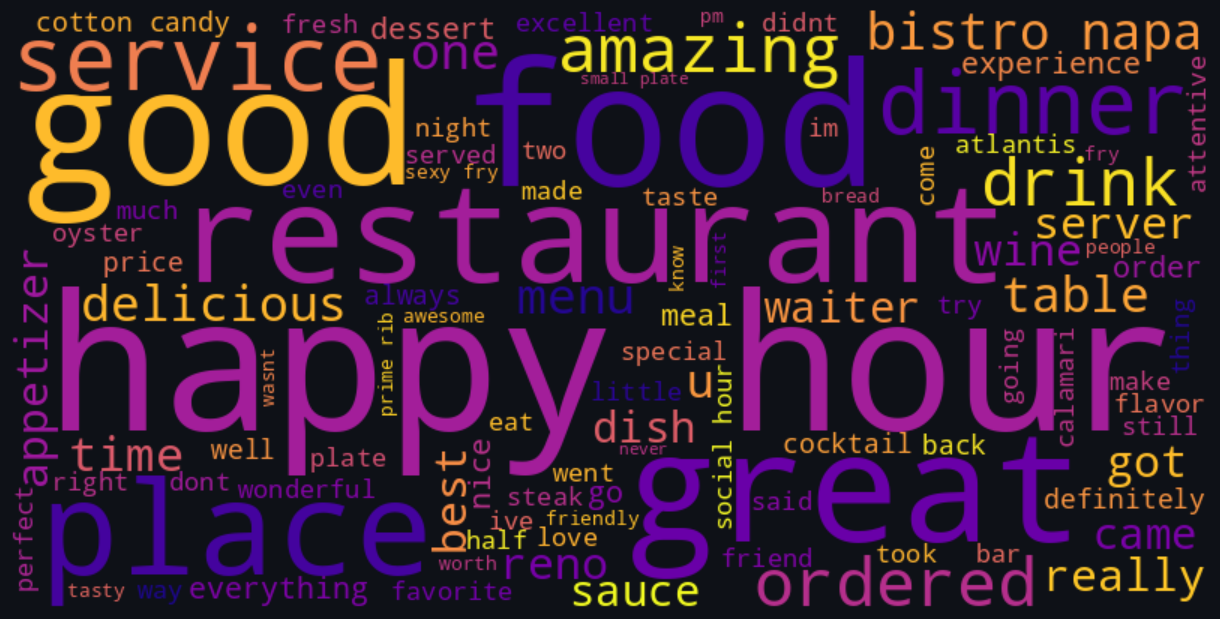 cotton candy
fresh
dessert
excellent
pm
didnt
bistro napa
service
one
amazing
small plate
experience
good
food
dinner
attentive
night
served
sexy fry
two
im
come
atlantis
fry
even
made
taste
bread
drink
much
oyster
restaurant
server
price
know
first
wine
people
order
appetizer
delicious
always
menu
meal
waiter
try
table
thing
awesome
happy
hour
wasnt
prime rib
special
u
little
social hour
going
calamari
make
flavor
still
eat
dish
never
time
well
plate
best
nice
cocktail
back
great
got
right
dont
wonderful
went
steak
go
said
definitely
perfect
place
ive
friendly
half
love
came
worth
reno
friend
took
bar
tasty
way
everything
favorite
sauce
ordered
really